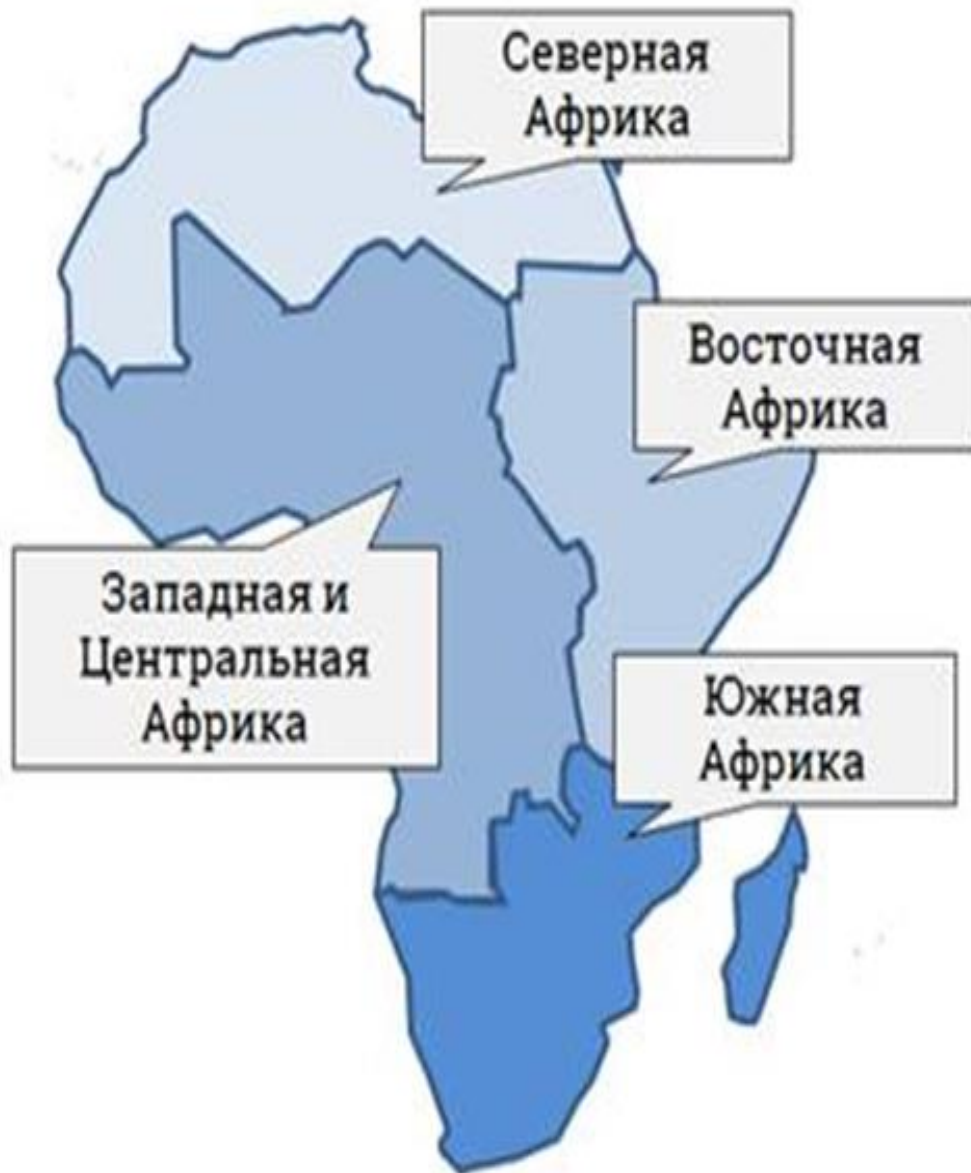 Северная
Африка
Восточная
Африка
Западная и
Центральная
Африка
Южная
Африка